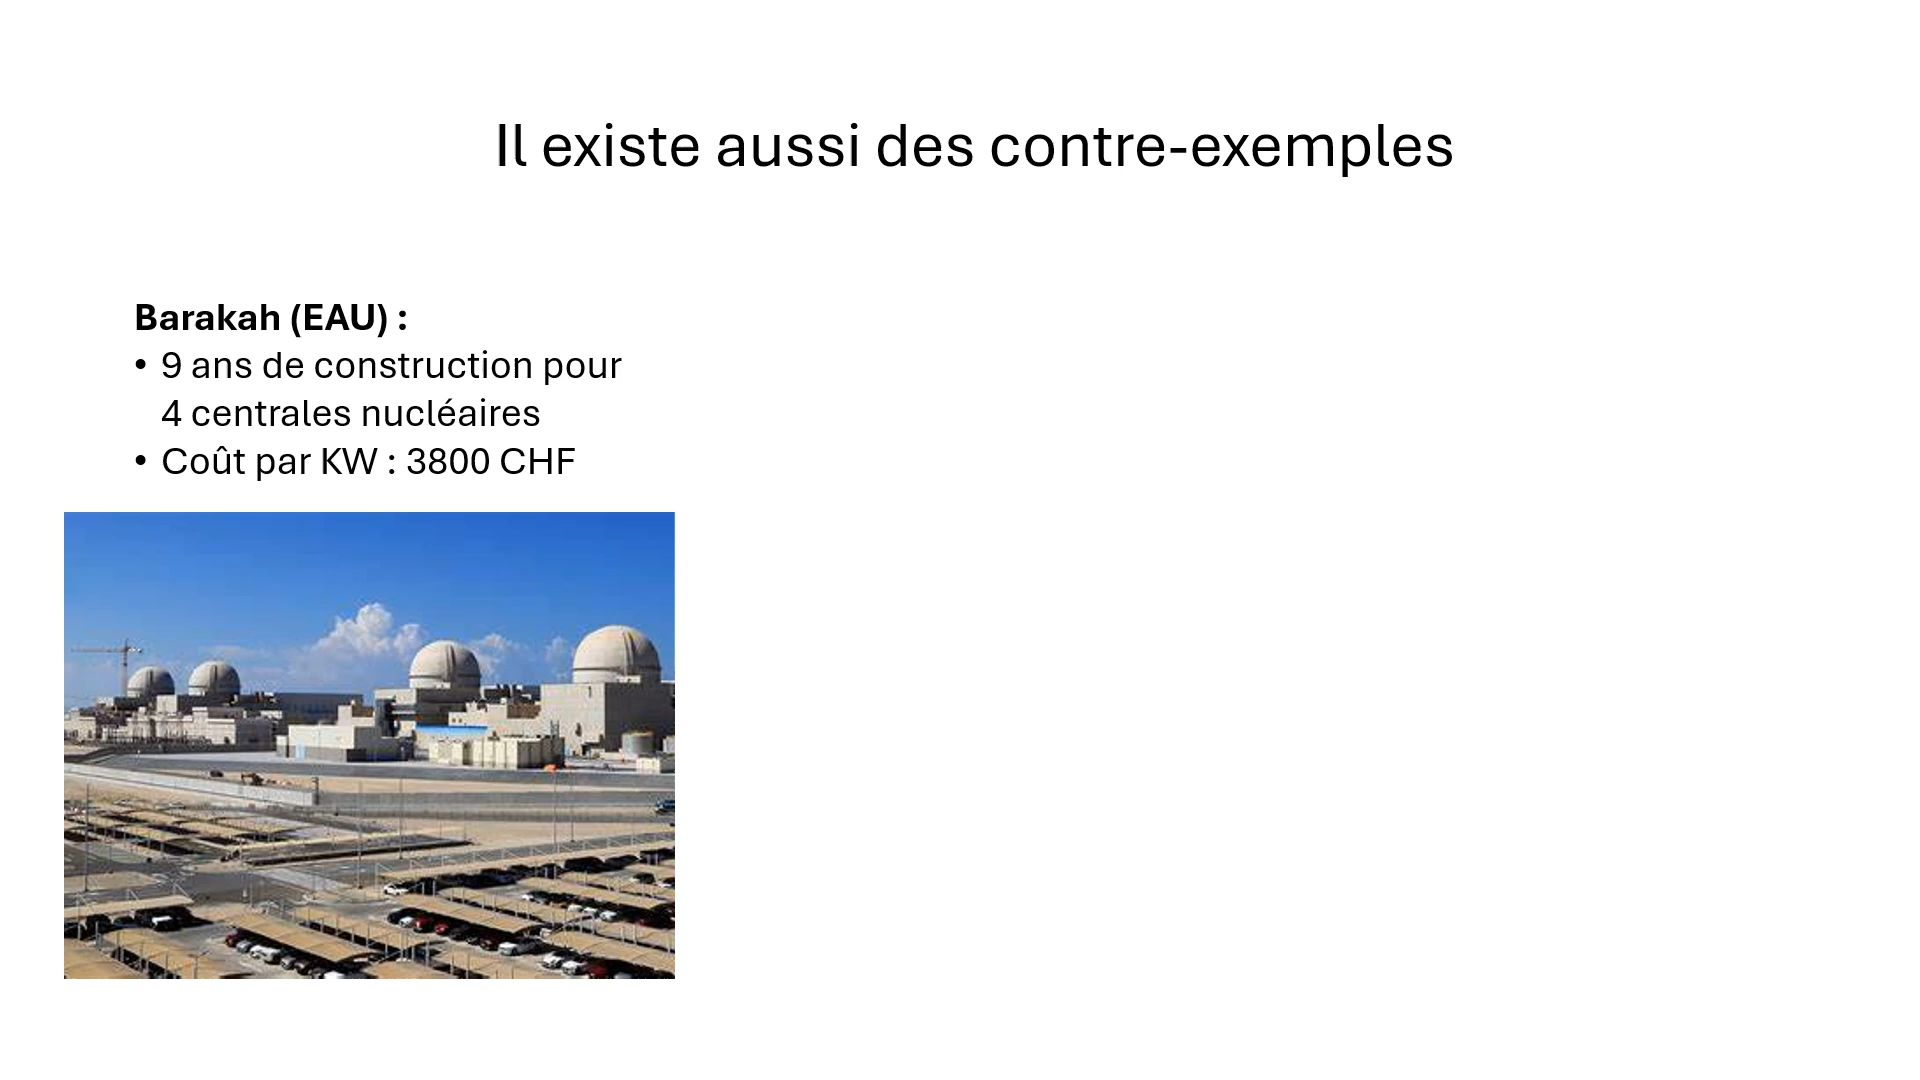 Il existe aussi des contre-exemples
Barakah (EAU) :
• 9 ans de construction pour
4 centrales nucléaires
• Coût par KW : 3800 CHF